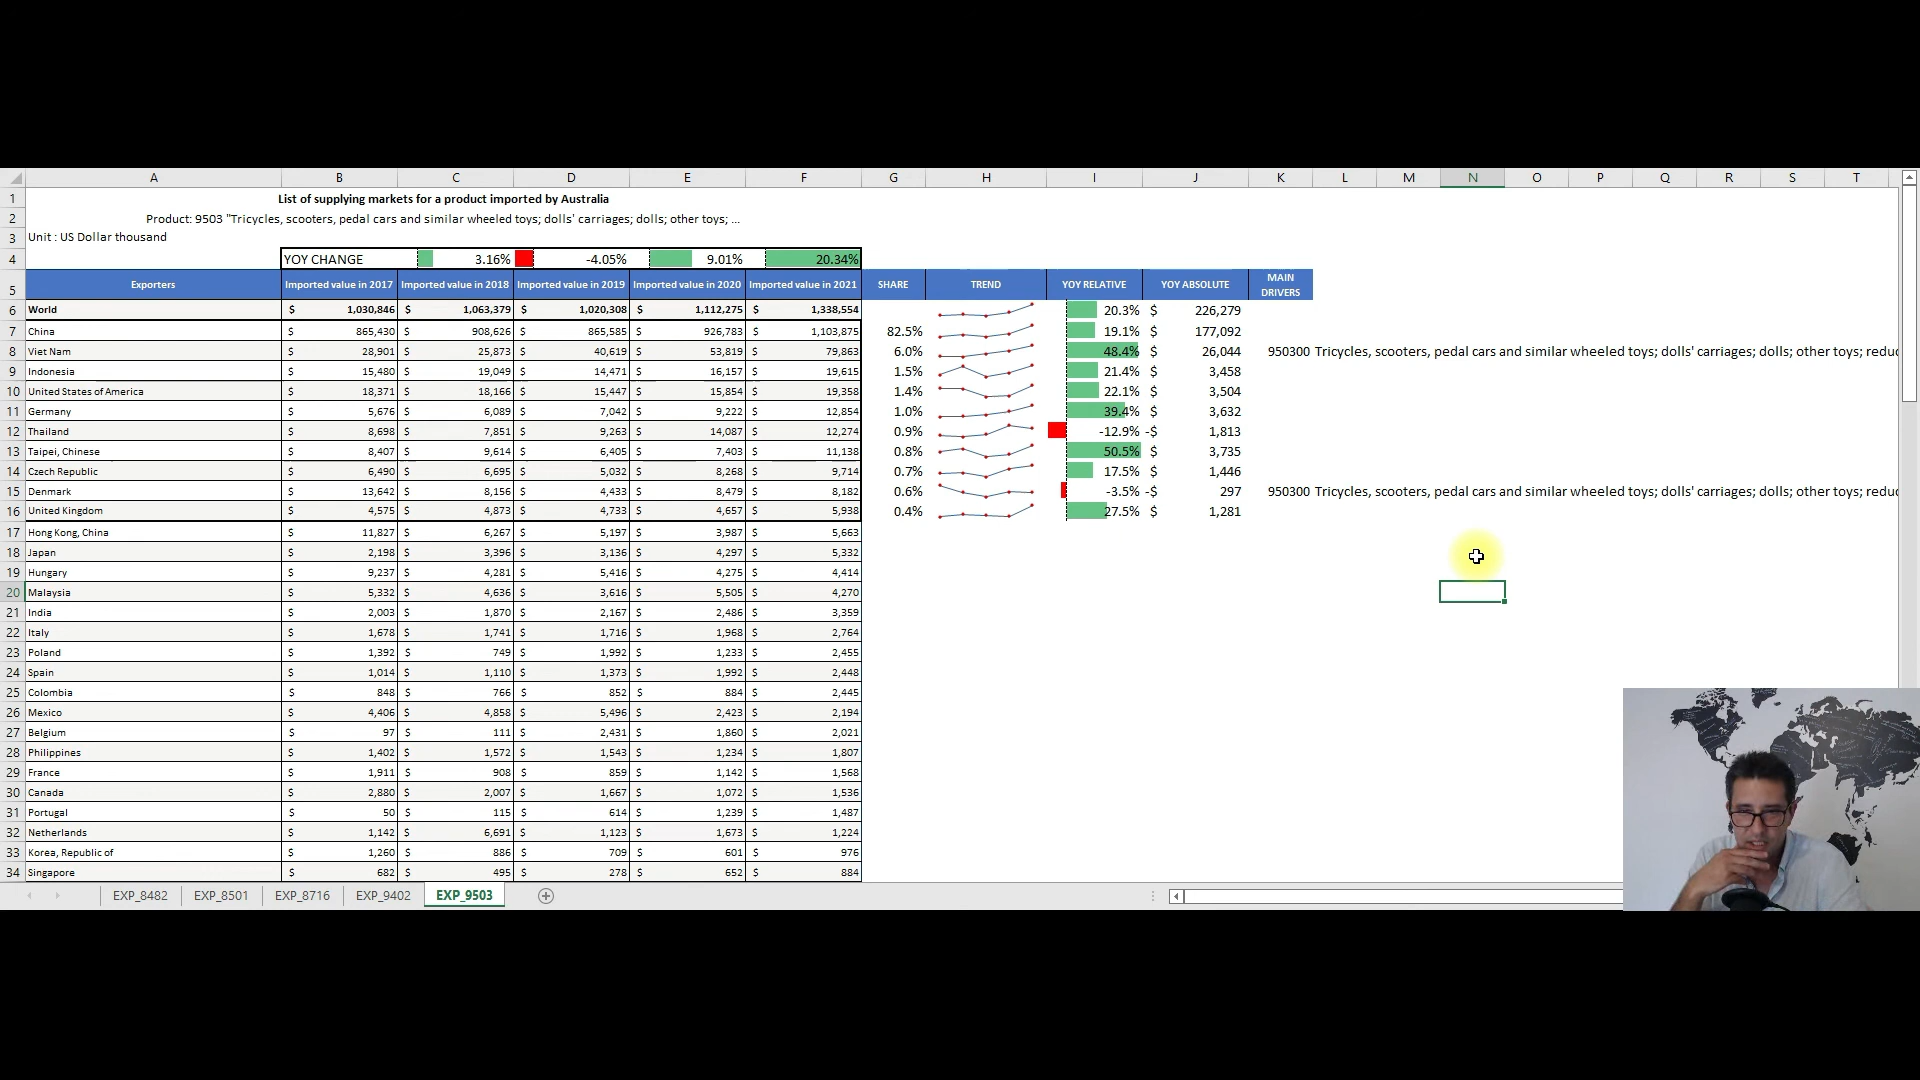 A B C D E F G H I J K L M N O P Q R S T
1 List of supplying markets for a product imported by Australia
2 Product: 9503 "Tricycles, scooters, pedal cars and similar wheeled toys; dolls' carriages; dolls; other toys; ...
3 Unit : US Dollar thousand
4 YOY CHANGE 3.16% -4.05% 9.01% 20.34%
5 Exporters Imported value in 2017 Imported value in 2018 Imported value in 2019 Imported value in 2020 Imported value in 2021 SHARE TREND YOY RELATIVE YOY ABSOLUTE MAIN DRIVERS
6 World $ 1,030,846 $ 1,063,379 $ 1,020,308 $ 1,112,275 $ 1,338,554 20.3% $ 226,279
7 China $ 865,430 $ 908,626 $ 865,585 $ 926,783 $ 1,103,875 82.5% 19.1% $ 177,092
8 Viet Nam $ 28,901 $ 25,873 $ 40,619 $ 53,819 $ 79,863 6.0% 48.4% $ 26,044 950300 Tricycles, scooters, pedal cars and similar wheeled toys; dolls' carriages; dolls; other toys; reduc
9 Indonesia $ 15,480 $ 19,049 $ 14,471 $ 16,157 $ 19,615 1.5% 21.4% $ 3,458
10 United States of America $ 18,371 $ 18,166 $ 15,447 $ 15,854 $ 19,358 1.4% 22.1% $ 3,504
11 Germany $ 5,676 $ 6,089 $ 7,042 $ 9,222 $ 12,854 1.0% 39.4% $ 3,632
12 Thailand $ 8,698 $ 7,851 $ 9,263 $ 14,087 $ 12,274 0.9% -12.9% -$ 1,813
13 Taipei, Chinese $ 8,407 $ 9,614 $ 6,405 $ 7,403 $ 11,138 0.8% 50.5% $ 3,735
14 Czech Republic $ 6,490 $ 6,695 $ 5,032 $ 8,268 $ 9,714 0.7% 17.5% $ 1,446
15 Denmark $ 13,642 $ 8,156 $ 4,433 $ 8,479 $ 8,182 0.6% -3.5% -$ 297 950300 Tricycles, scooters, pedal cars and similar wheeled toys; dolls' carriages; dolls; other toys; reduc
16 United Kingdom $ 4,575 $ 4,873 $ 4,733 $ 4,657 $ 5,938 0.4% 27.5% $ 1,281
17 Hong Kong, China $ 11,827 $ 6,267 $ 5,197 $ 3,987 $ 5,663
18 Japan $ 2,198 $ 3,396 $ 3,136 $ 4,297 $ 5,332
19 Hungary $ 9,237 $ 4,281 $ 5,416 $ 4,275 $ 4,414
20 Malaysia $ 5,332 $ 4,636 $ 3,616 $ 5,505 $ 4,270
21 India $ 2,003 $ 1,870 $ 2,167 $ 2,486 $ 3,359
22 Italy $ 1,678 $ 1,741 $ 1,716 $ 1,968 $ 2,764
23 Poland $ 1,392 $ 749 $ 1,992 $ 1,233 $ 2,455
24 Spain $ 1,014 $ 1,110 $ 1,373 $ 1,992 $ 2,448
25 Colombia $ 848 $ 766 $ 852 $ 884 $ 2,445
26 Mexico $ 4,406 $ 4,858 $ 5,496 $ 2,423 $ 2,194
27 Belgium $ 97 $ 111 $ 2,431 $ 1,860 $ 2,021
28 Philippines $ 1,402 $ 1,572 $ 1,543 $ 1,234 $ 1,807
29 France $ 1,911 $ 908 $ 859 $ 1,142 $ 1,568
30 Canada $ 2,880 $ 2,007 $ 1,667 $ 1,072 $ 1,536
31 Portugal $ 50 $ 115 $ 614 $ 1,239 $ 1,487
32 Netherlands $ 1,142 $ 6,691 $ 1,123 $ 1,673 $ 1,224
33 Korea, Republic of $ 1,260 $ 886 $ 709 $ 601 $ 976
34 Singapore $ 682 $ 495 $ 278 $ 652 $ 884
EXP_8482 EXP_8501 EXP_8716 EXP_9402 EXP_9503